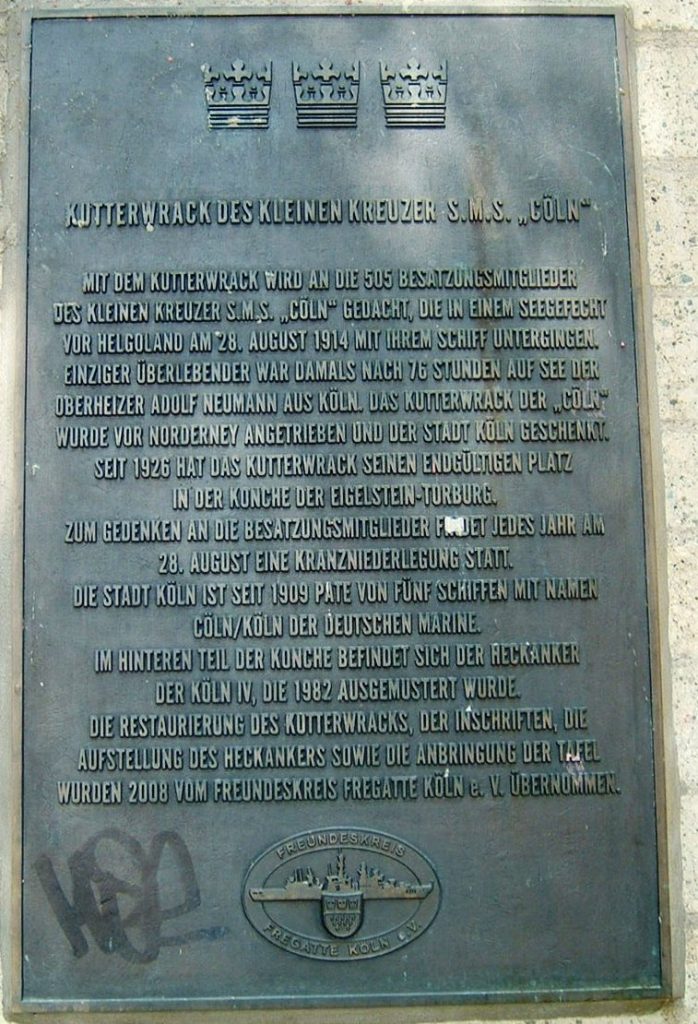 KUTTERWRACK DES KLEINEN KREUZER S.M.S. „CÖLN“
MIT DEM KUTTERWRACK WIRD AN DIE 505 BESATZUNGSMITGLIEDER
DES KLEINEN KREUZER S.M.S. „CÖLN“ GEDACHT, DIE IN EINEM SEEGEFECHT
VOR HELGOLAND AM 28. AUGUST 1914 MIT IHREM SCHIFF UNTERGINGEN.
EINZIGER ÜBERLEBENDER WAR DAMALS NACH 76 STUNDEN AUF SEE DER
OBERHEIZER ADOLF NEUMANN AUS KÖLN. DAS KUTTERWRACK DER „CÖLN“
WURDE VOR NORDERNEY ANGETRIEBEN UND DER STADT KÖLN GESCHENKT.
SEIT 1926 HAT DAS KUTTERWRACK SEINEN ENDGÜLTIGEN PLATZ
IN DER KONCHE DER EIGELSTEIN-TORBURG.
ZUM GEDENKEN AN DIE BESATZUNGSMITGLIEDER FINDET JEDES JAHR AM
28. AUGUST EINE KRANZNIEDERLEGUNG STATT.
DIE STADT KÖLN IST SEIT 1909 PATE VON FÜNF SCHIFFEN MIT NAMEN
CÖLN/KÖLN DER DEUTSCHEN MARINE.
IM HINTEREN TEIL DER KONCHE BEFINDET SICH DER HECKANKER
DER KÖLN IV, DIE 1982 AUSGEMUSTERT WURDE.
DIE RESTAURIERUNG DES KUTTERWRACKS, DER INSCHRIFTEN, DIE
AUFSTELLUNG DES HECKANKERS SOWIE DIE ANBRINGUNG DER TAFEL
WURDEN 2008 VOM FREUNDESKREIS FREGATTE KÖLN e. V. ÜBERNOMMEN.
FREUNDESKREIS
FREGATTE KÖLN e.V.